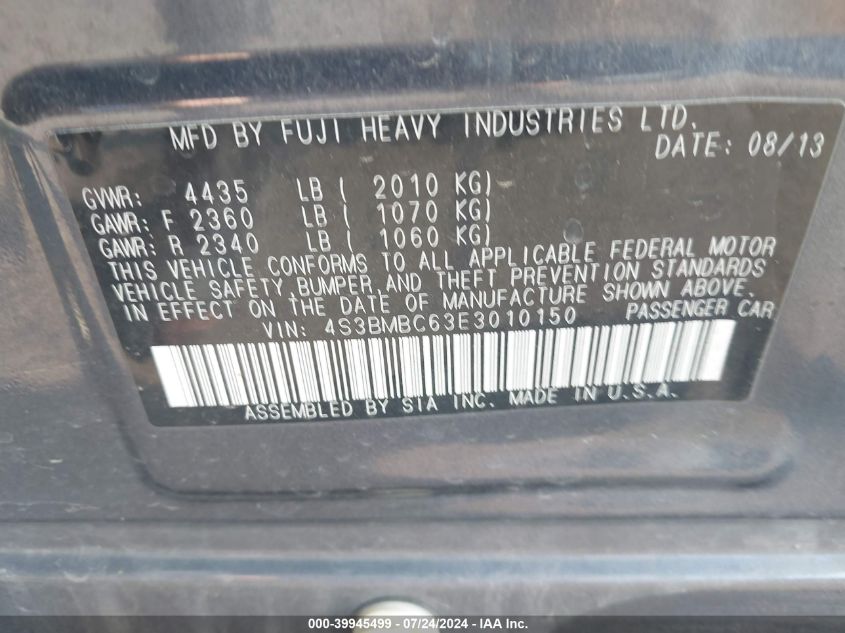 MFD BY FUJI HEAVY INDUSTRIES LTD.
DATE: 08/13
GVWR: 4435 LB ( 2010 KG)
GAWR: F 2360 LB ( 1070 KG)
GAWR: R 2340 LB ( 1060 KG)
THIS VEHICLE CONFORMS TO ALL APPLICABLE FEDERAL MOTOR
VEHICLE SAFETY, BUMPER, AND THEFT PREVENTION STANDARDS
IN EFFECT ON THE DATE OF MANUFACTURE SHOWN ABOVE.
VIN: 4S3BMBC63E3010150 PASSENGER CAR
ASSEMBLED BY SIA INC. MADE IN U.S.A.
000-39945499 - 07/24/2024 - IAA Inc.